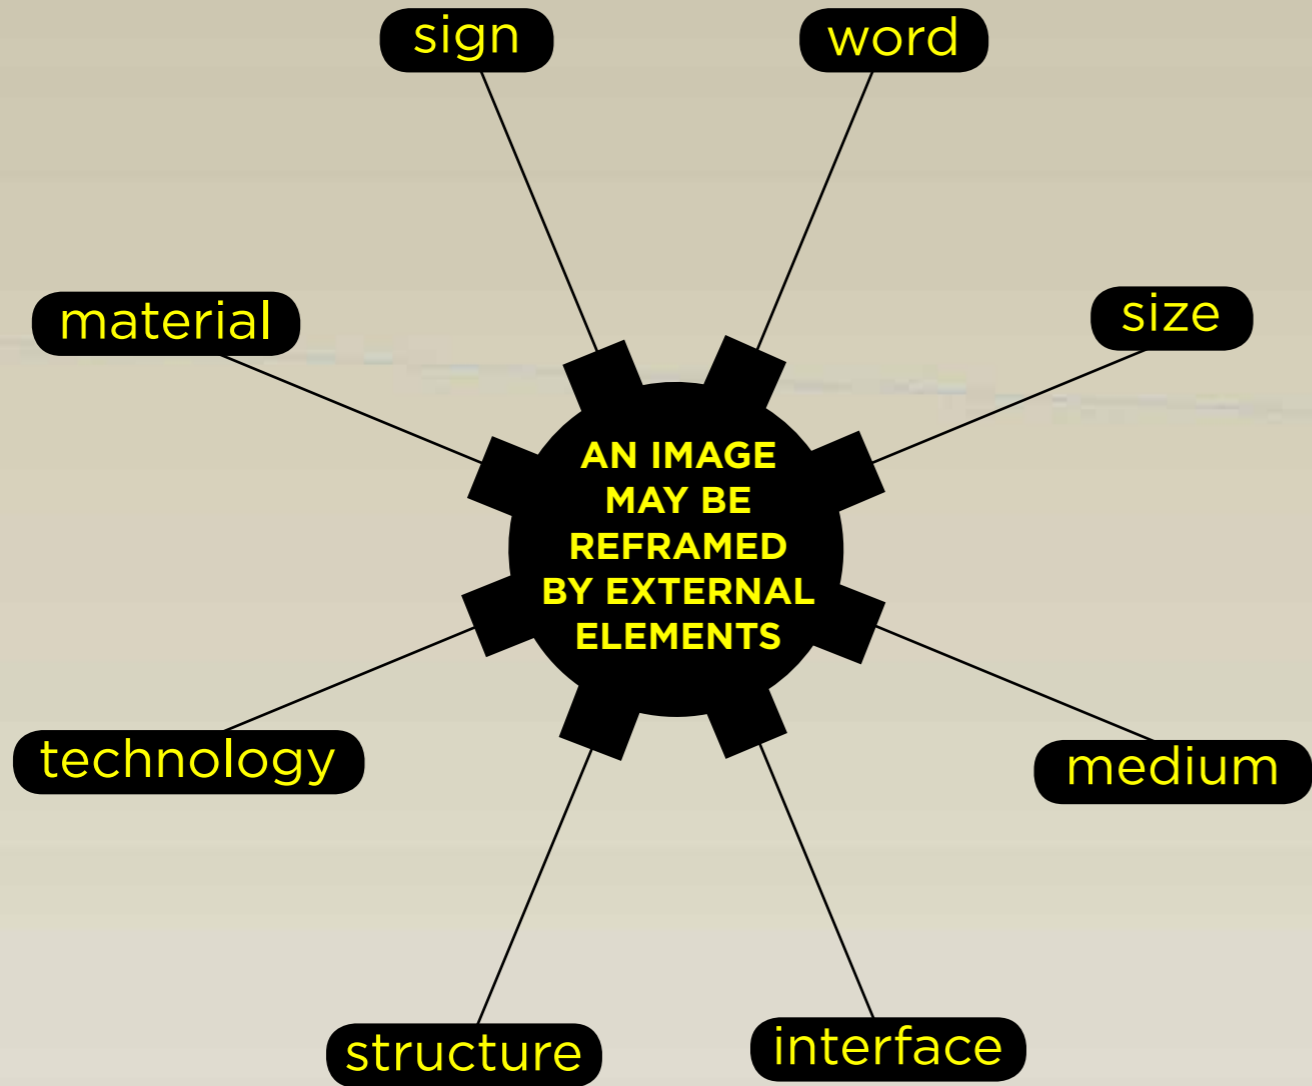 sign
word
material
size
AN IMAGE
MAY BE
REFRAMED
BY EXTERNAL
ELEMENTS
technology
medium
structure
interface